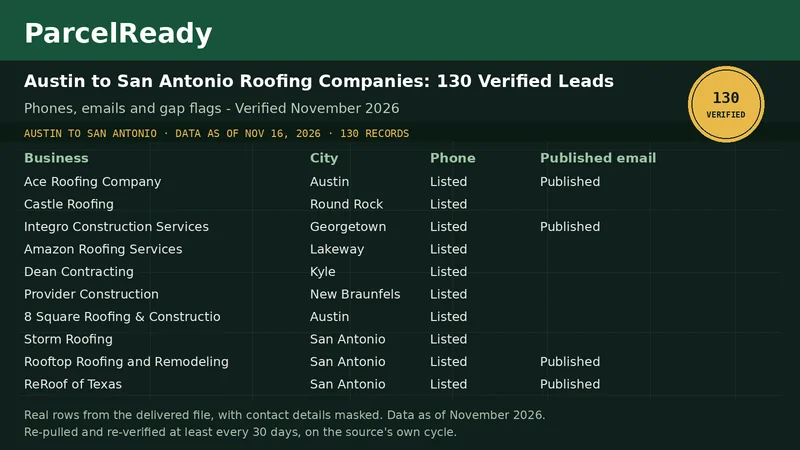 ParcelReady
Austin to San Antonio Roofing Companies: 130 Verified Leads
Phones, emails and gap flags - Verified November 2026
130
VERIFIED
AUSTIN TO SAN ANTONIO · DATA AS OF NOV 16, 2026 · 130 RECORDS
Business City Phone Published email
Ace Roofing Company Austin Listed Published
Castle Roofing Round Rock Listed
Integro Construction Services Georgetown Listed Published
Amazon Roofing Services Lakeway Listed
Dean Contracting Kyle Listed
Provider Construction New Braunfels Listed
8 Square Roofing & Constructio Austin Listed
Storm Roofing San Antonio Listed
Rooftop Roofing and Remodeling San Antonio Listed Published
ReRoof of Texas San Antonio Listed Published
Real rows from the delivered file, with contact details masked. Data as of November 2026.
Re-pulled and re-verified at least every 30 days, on the source's own cycle.